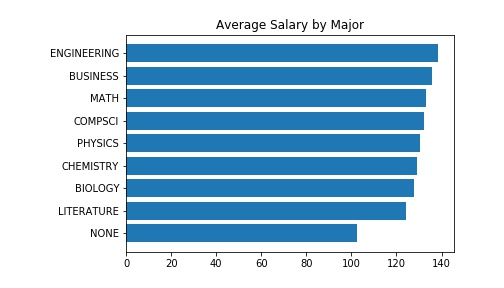 Average Salary by Major
ENGINEERING
BUSINESS
MATH
COMPSCI
PHYSICS
CHEMISTRY
BIOLOGY
LITERATURE
NONE
0 20 40 60 80 100 120 140